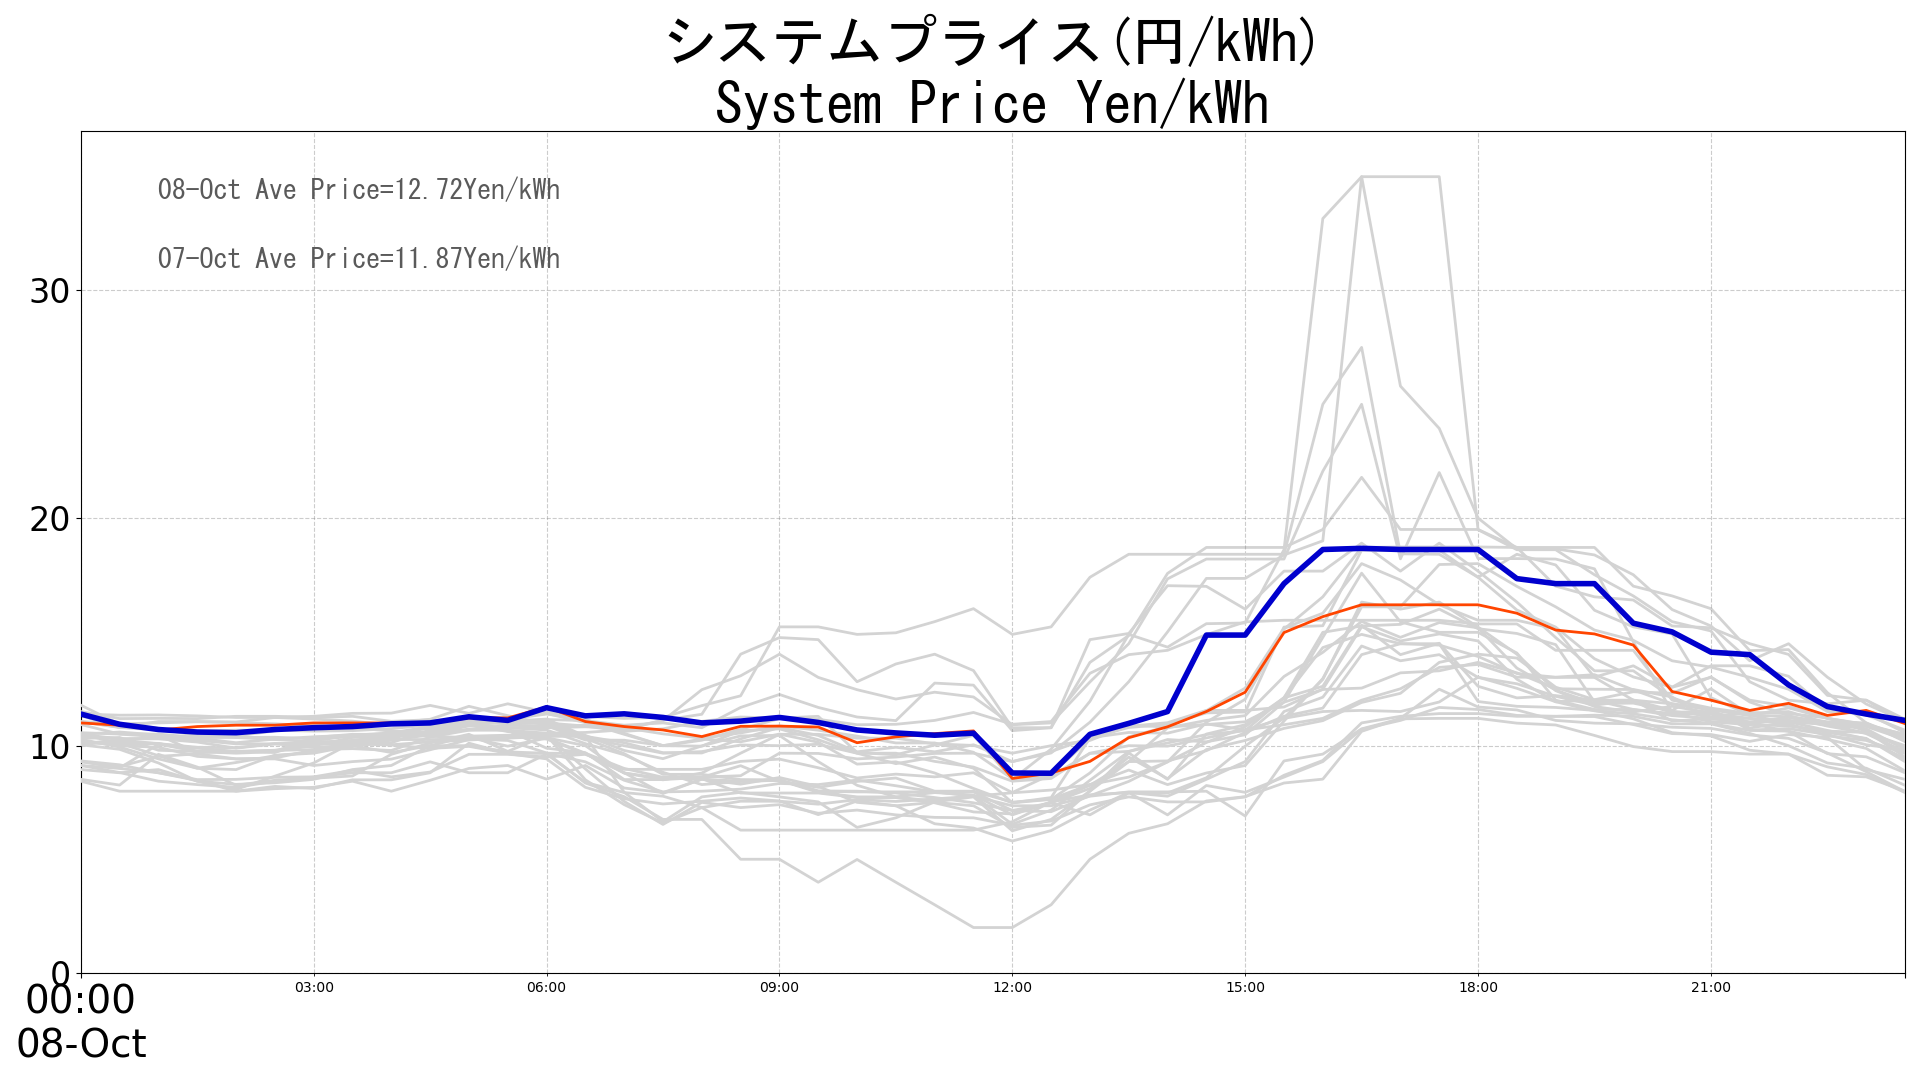 システムプライス(円/kWh)
System Price Yen/kWh
08-Oct Ave Price=12.72Yen/kWh
07-Oct Ave Price=11.87Yen/kWh
30
20
10
0
00:00 03:00 06:00 09:00 12:00 15:00 18:00 21:00
08-Oct